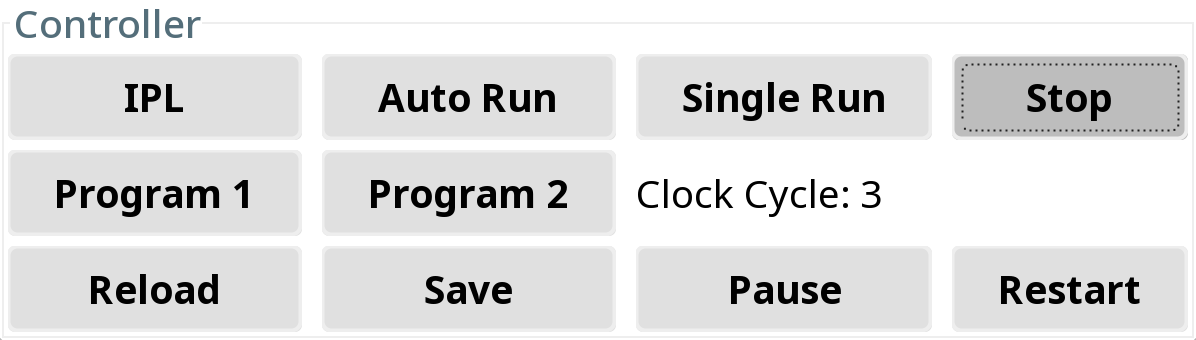 Controller
IPL Auto Run Single Run Stop
Program 1 Program 2 Clock Cycle: 3
Reload Save Pause Restart